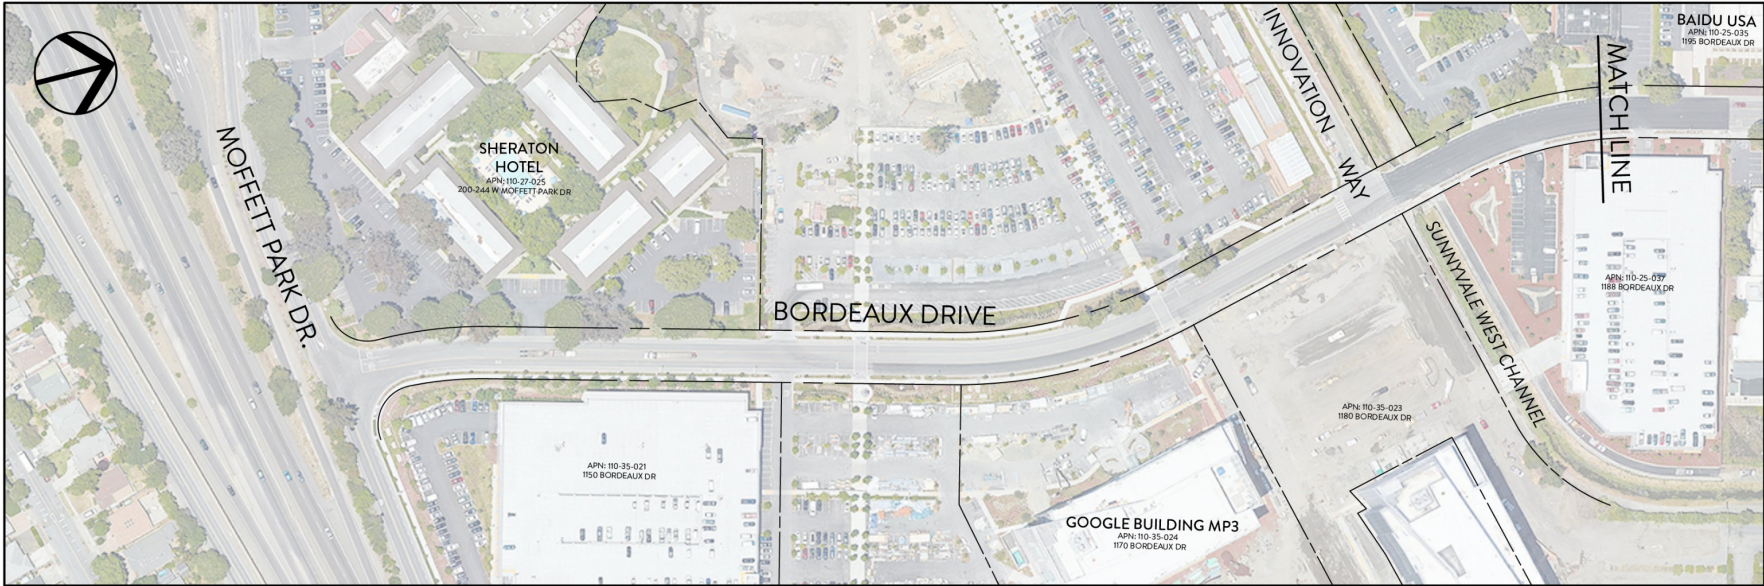 BAIDU USA
APN: 110-25-035
1195 BORDEAUX DR
INNOVATION WAY
MATCH LINE
MOFFETT PARK DR.
SHERATON
HOTEL
APN: 110-27-025
200-244 W MOFFETT PARK DR
SUNNYVALE WEST CHANNEL
APN: 110-25-037
1188 BORDEAUX DR
BORDEAUX DRIVE
APN: 110-35-023
1180 BORDEAUX DR
APN: 110-35-021
1150 BORDEAUX DR
GOOGLE BUILDING MP3
APN: 110-35-024
1170 BORDEAUX DR